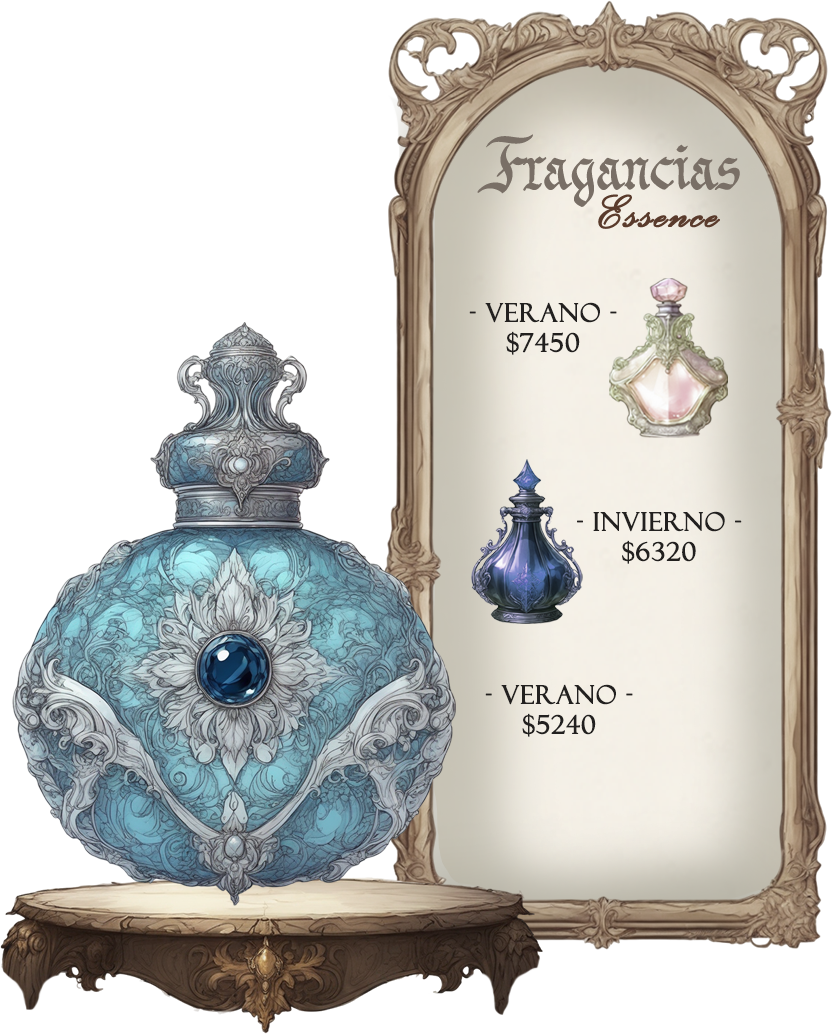 Fragancias
Essence
- VERANO -
$7450
- INVIERNO -
$6320
- VERANO -
$5240